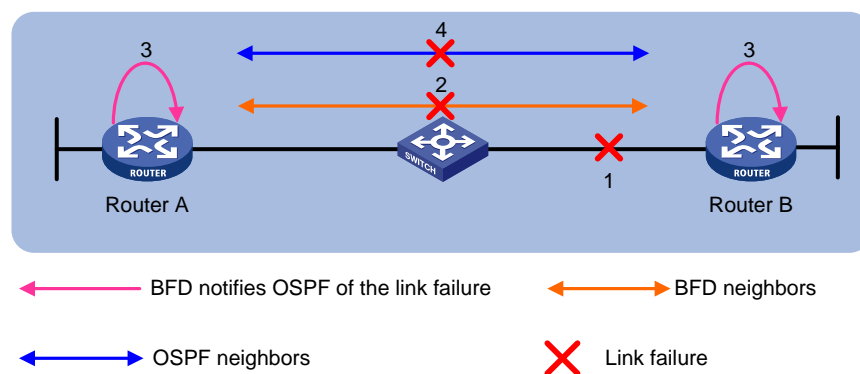 4
3
3
2
ROUTER
SWITCH
ROUTER
1
Router A
Router B
BFD notifies OSPF of the link failure
BFD neighbors
OSPF neighbors
Link failure